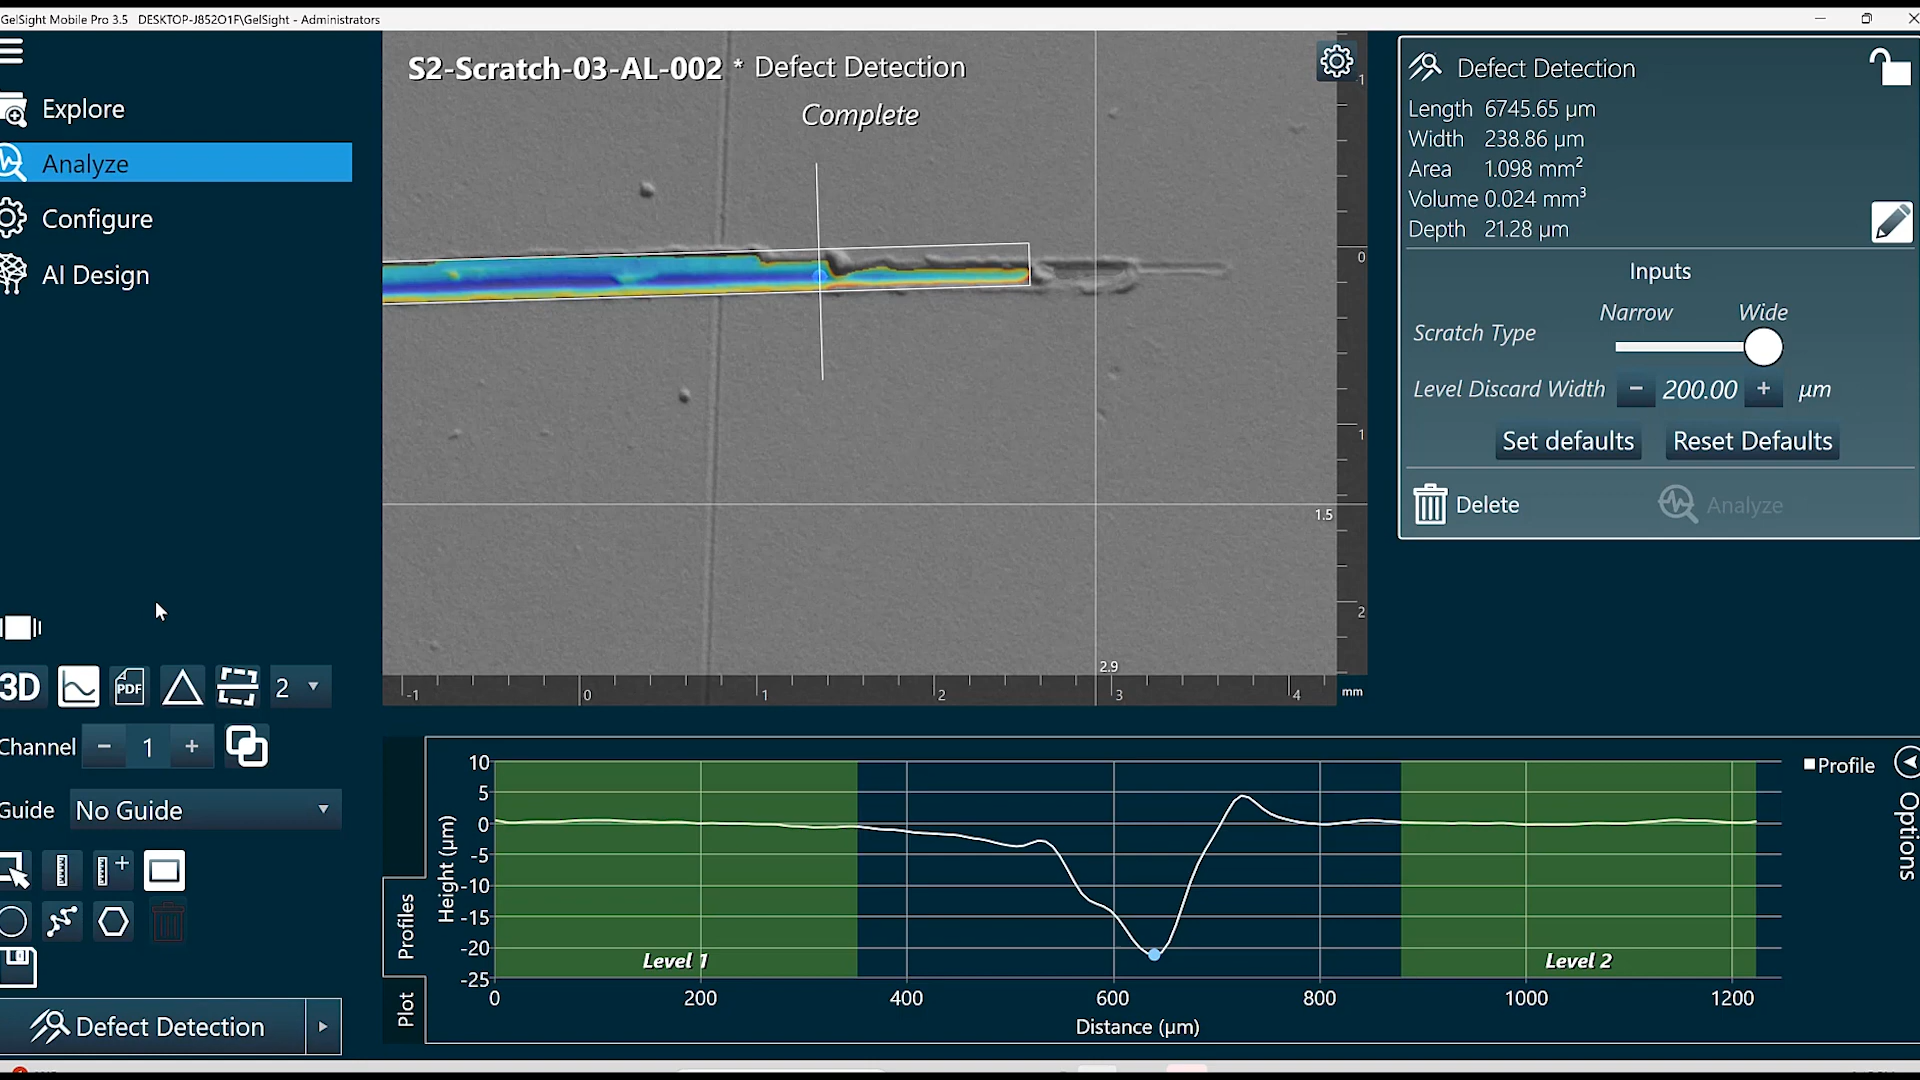 GelSight Mobile Pro 3.5 DESKTOP-J852O1F\GelSight - Administrators
S2-Scratch-03-AL-002 * Defect Detection
Complete
Explore
Analyze
Configure
AI Design
3D
PDF
2
Channel - 1 +
Guide No Guide
Defect Detection
1
0
1
1.5
2
2.9
-1 0 1 2 3 4 mm
Defect Detection
Length 6745.65 µm
Width 238.86 µm
Area 1.098 mm²
Volume 0.024 mm³
Depth 21.28 µm
Inputs
Narrow Wide
Scratch Type
Level Discard Width - 200.00 + µm
Set defaults Reset Defaults
Delete Analyze
Profiles
Plot
Height (µm)
10
5
0
-5
-10
-15
-20
-25
Level 1 Level 2
0 200 400 600 800 1000 1200
Distance (µm)
Profile
Options